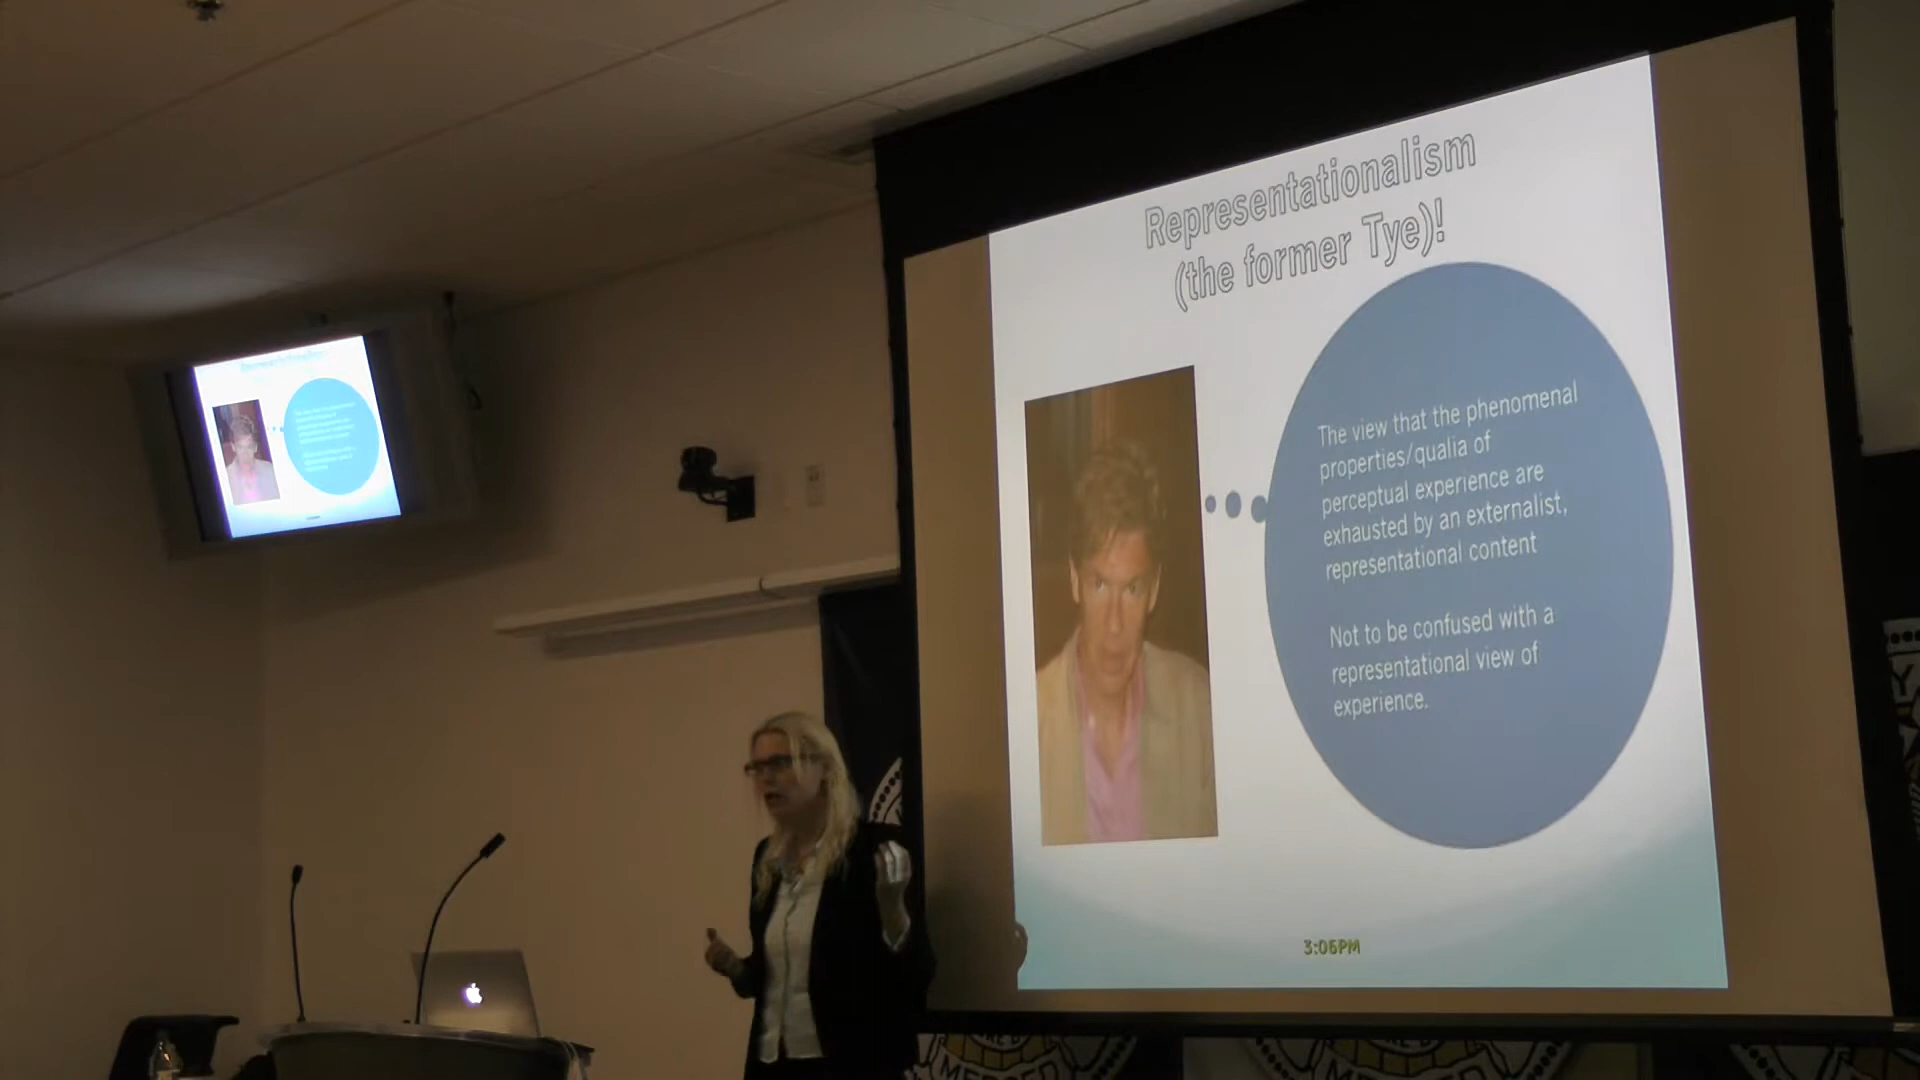 Representationalism
(the former Tye)!
The view that the phenomenal
properties/qualia of
perceptual experience are
exhausted by an externalist,
representational content
Not to be confused with a
representational view of
experience.
3:06PM
MERCED